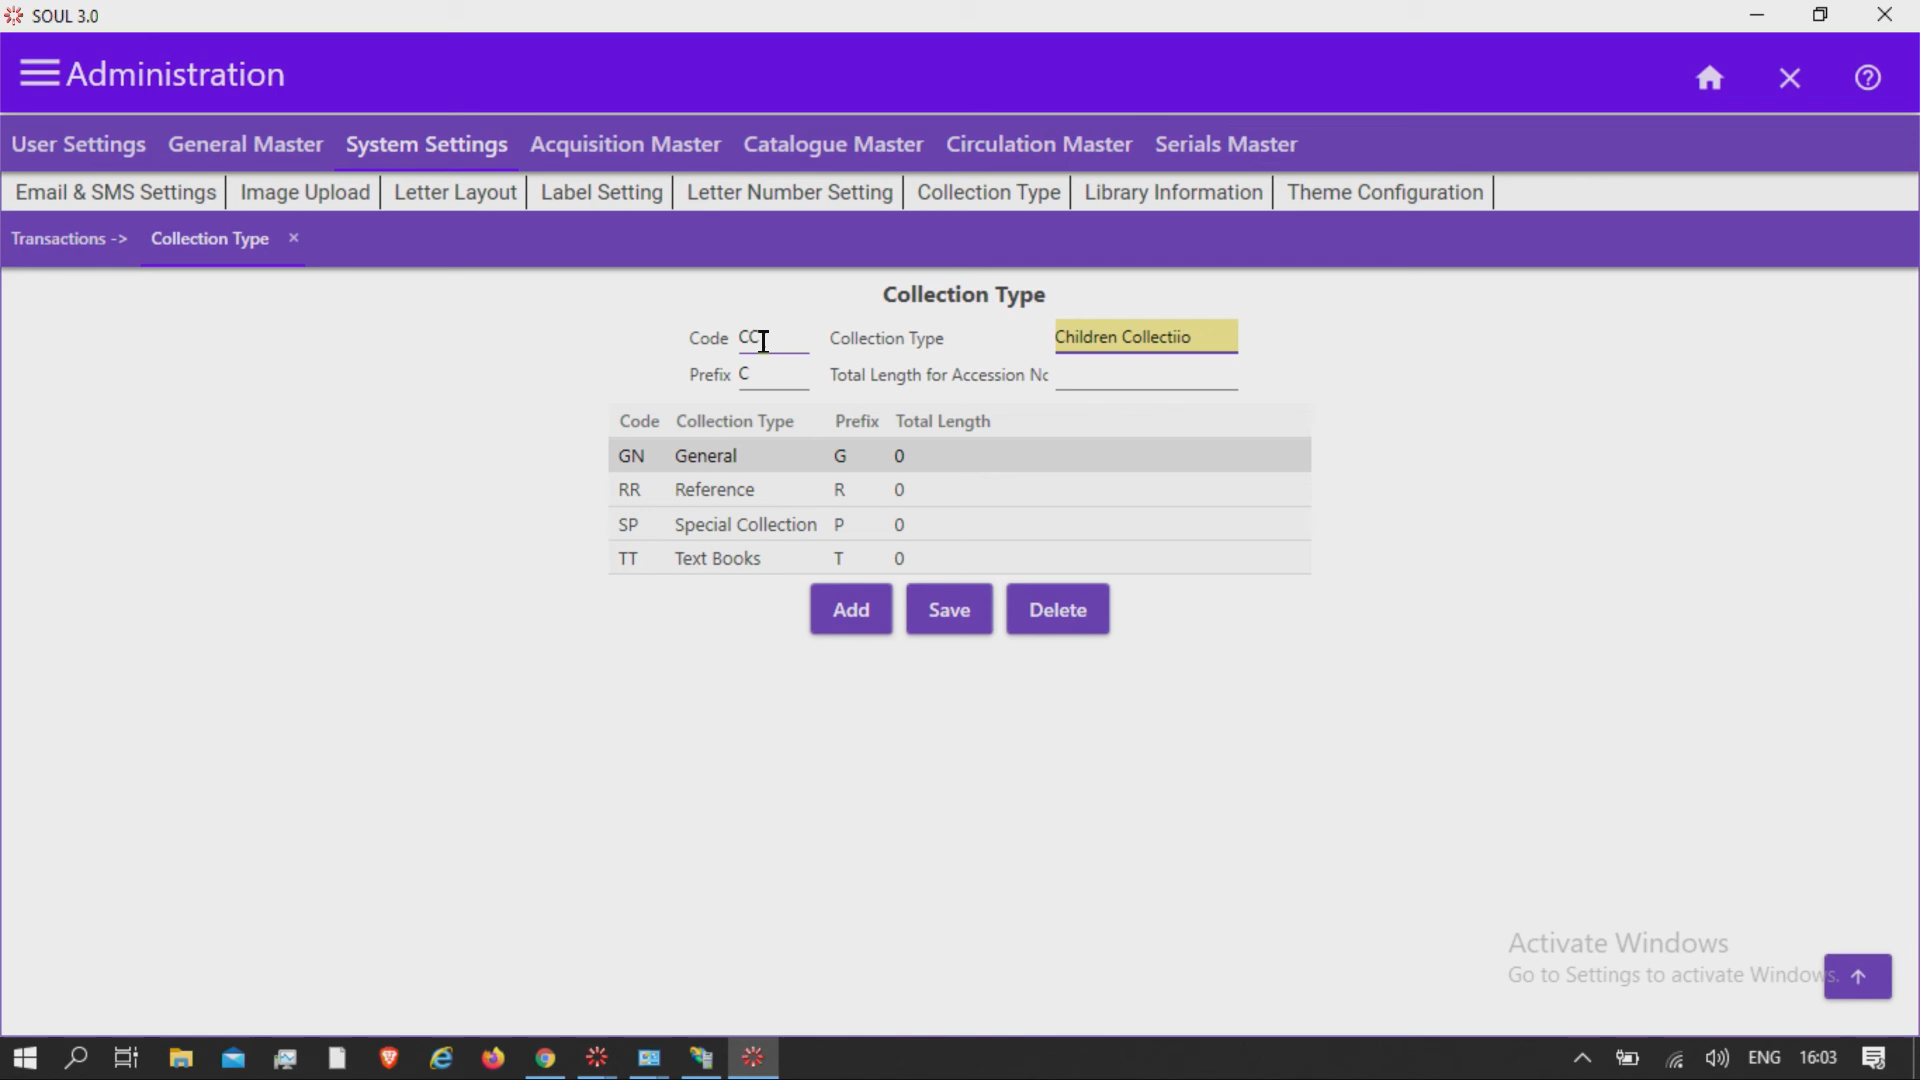 SOUL 3.0
Administration
User Settings General Master System Settings Acquisition Master Catalogue Master Circulation Master Serials Master
Email & SMS Settings Image Upload Letter Layout Label Setting Letter Number Setting Collection Type Library Information Theme Configuration
Transactions -> Collection Type ×
Collection Type
Code CC Collection Type Children Collectiio
Prefix C Total Length for Accession Nc
Code Collection Type Prefix Total Length
GN General G 0
RR Reference R 0
SP Special Collection P 0
TT Text Books T 0
Add Save Delete
Activate Windows
Go to Settings to activate Windows.
ENG 16:03